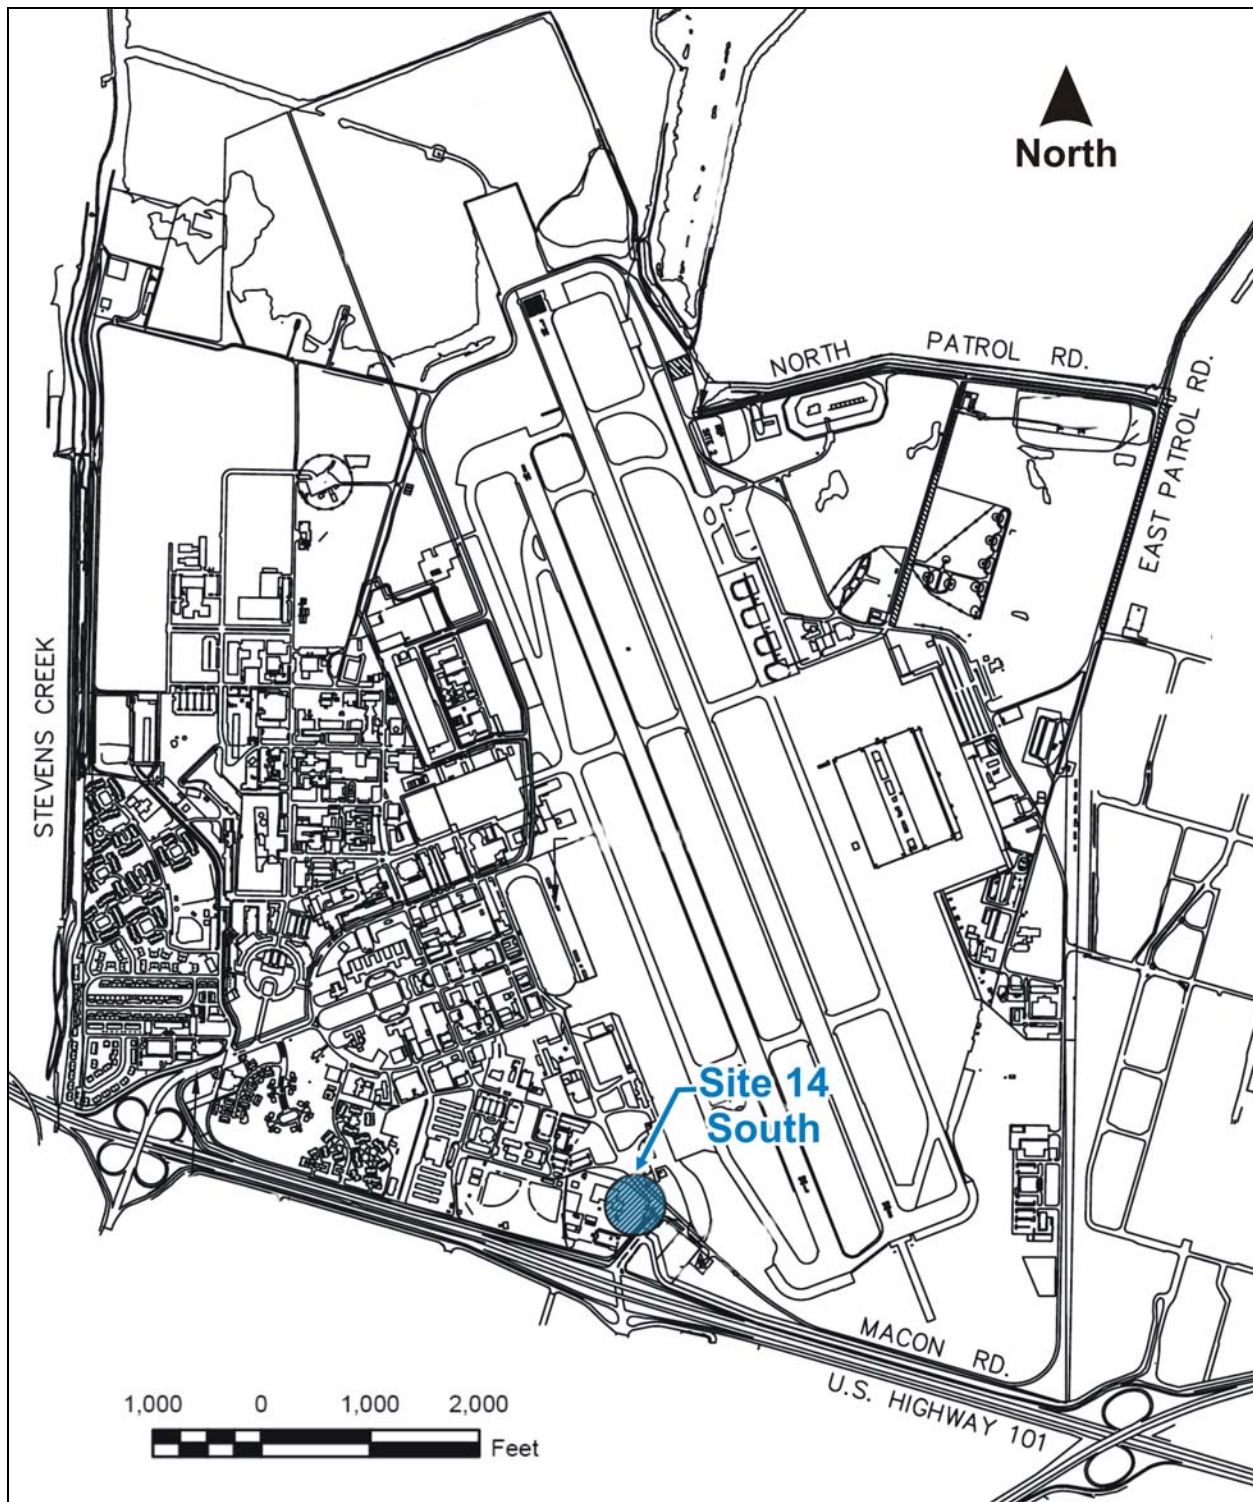 North
NORTH PATROL RD.
EAST PATROL RD.
STEVENS CREEK
Site 14
South
MACON RD.
U.S. HIGHWAY 101
1,000 0 1,000 2,000
Feet